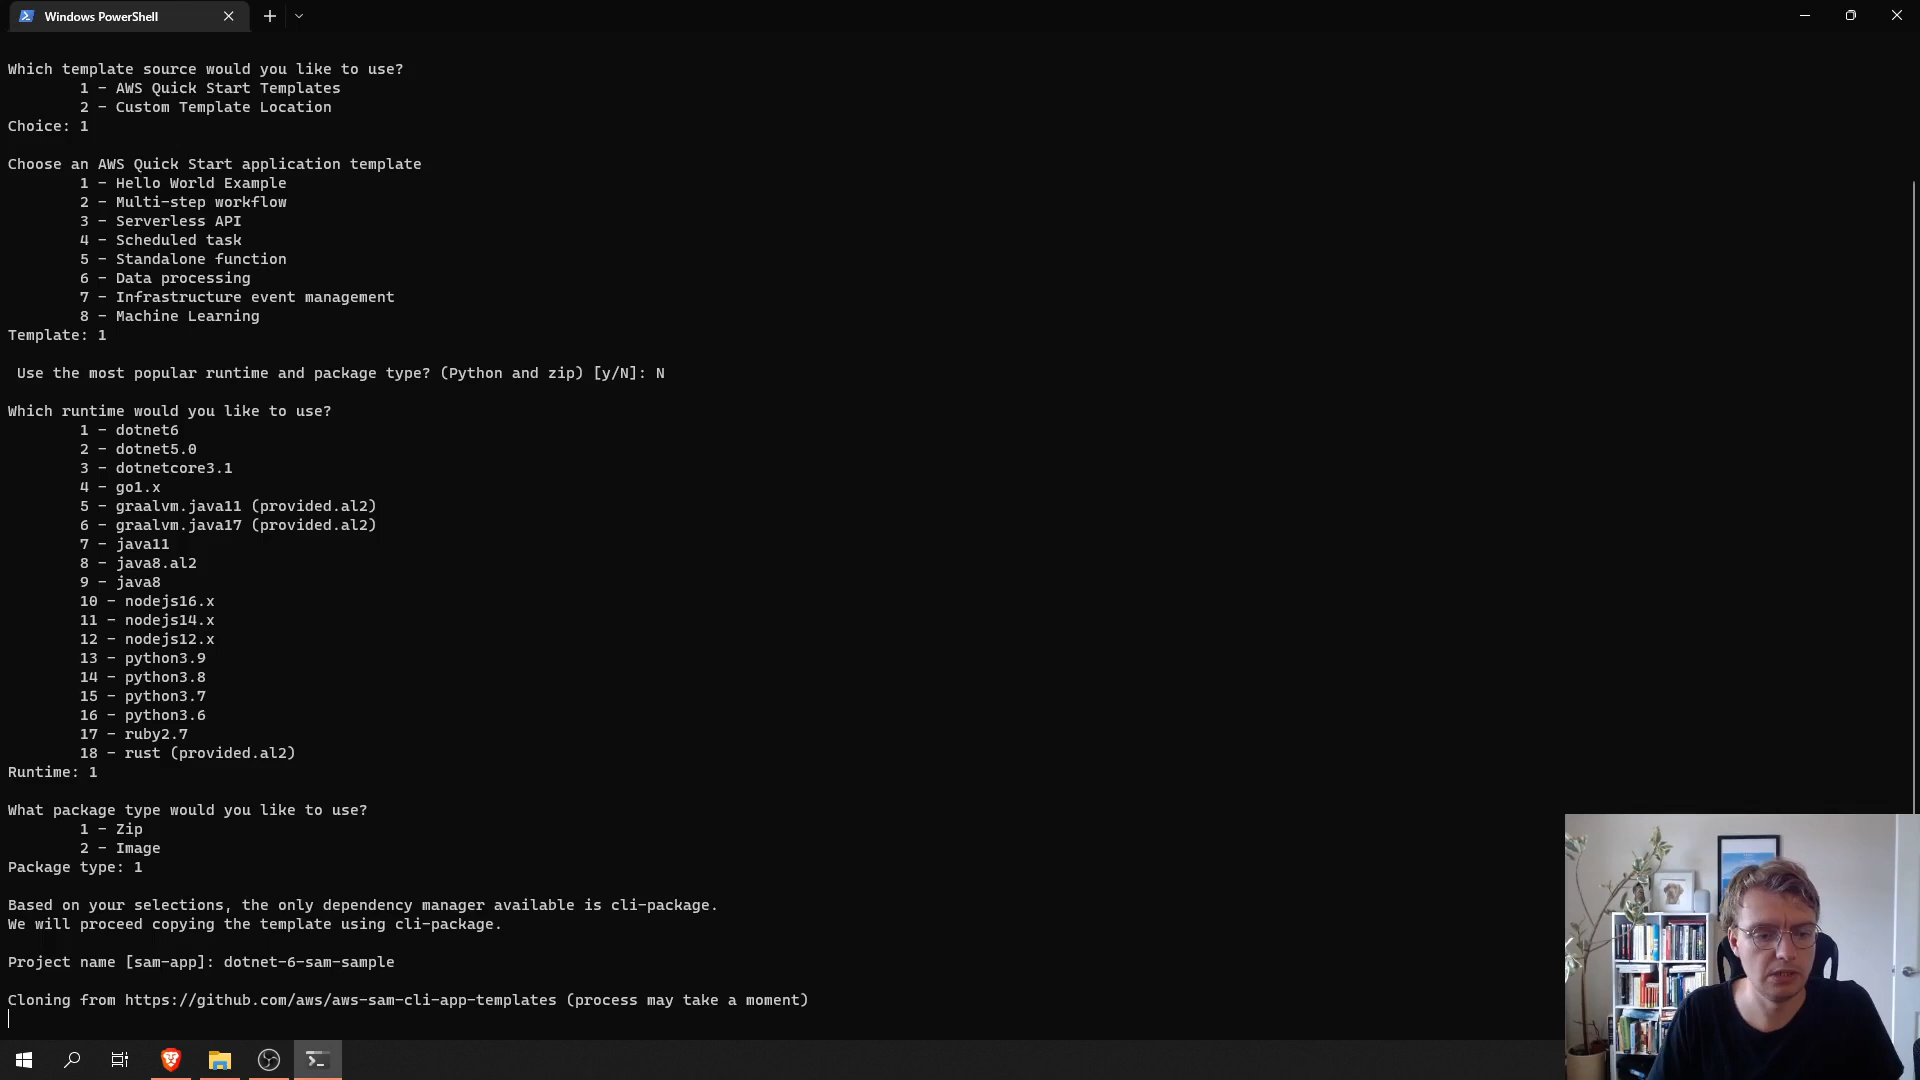 Windows PowerShell
Which template source would you like to use?
1 - AWS Quick Start Templates
2 - Custom Template Location
Choice: 1
Choose an AWS Quick Start application template
1 - Hello World Example
2 - Multi-step workflow
3 - Serverless API
4 - Scheduled task
5 - Standalone function
6 - Data processing
7 - Infrastructure event management
8 - Machine Learning
Template: 1
Use the most popular runtime and package type? (Python and zip) [y/N]: N
Which runtime would you like to use?
1 - dotnet6
2 - dotnet5.0
3 - dotnetcore3.1
4 - go1.x
5 - graalvm.java11 (provided.al2)
6 - graalvm.java17 (provided.al2)
7 - java11
8 - java8.al2
9 - java8
10 - nodejs16.x
11 - nodejs14.x
12 - nodejs12.x
13 - python3.9
14 - python3.8
15 - python3.7
16 - python3.6
17 - ruby2.7
18 - rust (provided.al2)
Runtime: 1
What package type would you like to use?
1 - Zip
2 - Image
Package type: 1
Based on your selections, the only dependency manager available is cli-package.
We will proceed copying the template using cli-package.
Project name [sam-app]: dotnet-6-sam-sample
Cloning from https://github.com/aws/aws-sam-cli-app-templates (process may take a moment)